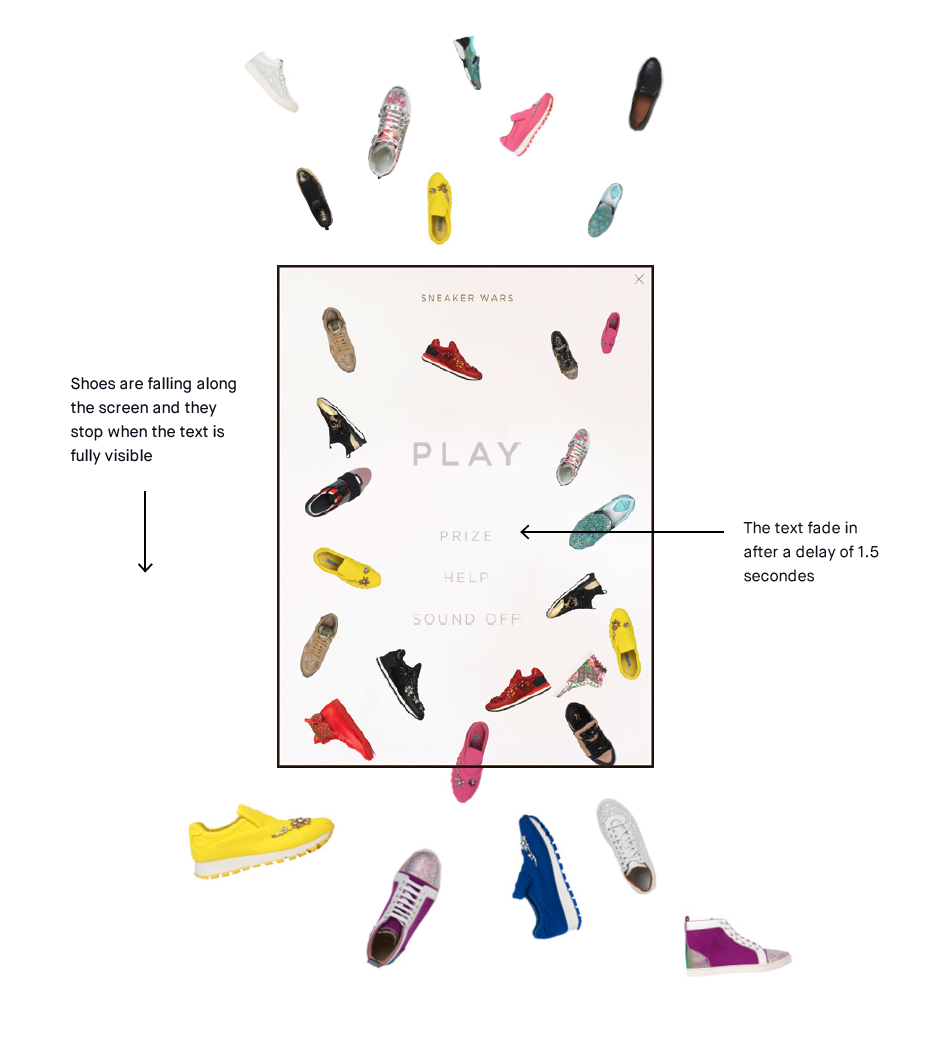 SNEAKER WARS
Shoes are falling along
the screen and they
stop when the text is
fully visible
PLAY
PRIZE
HELP
SOUND OFF
The text fade in
after a delay of 1.5
secondes